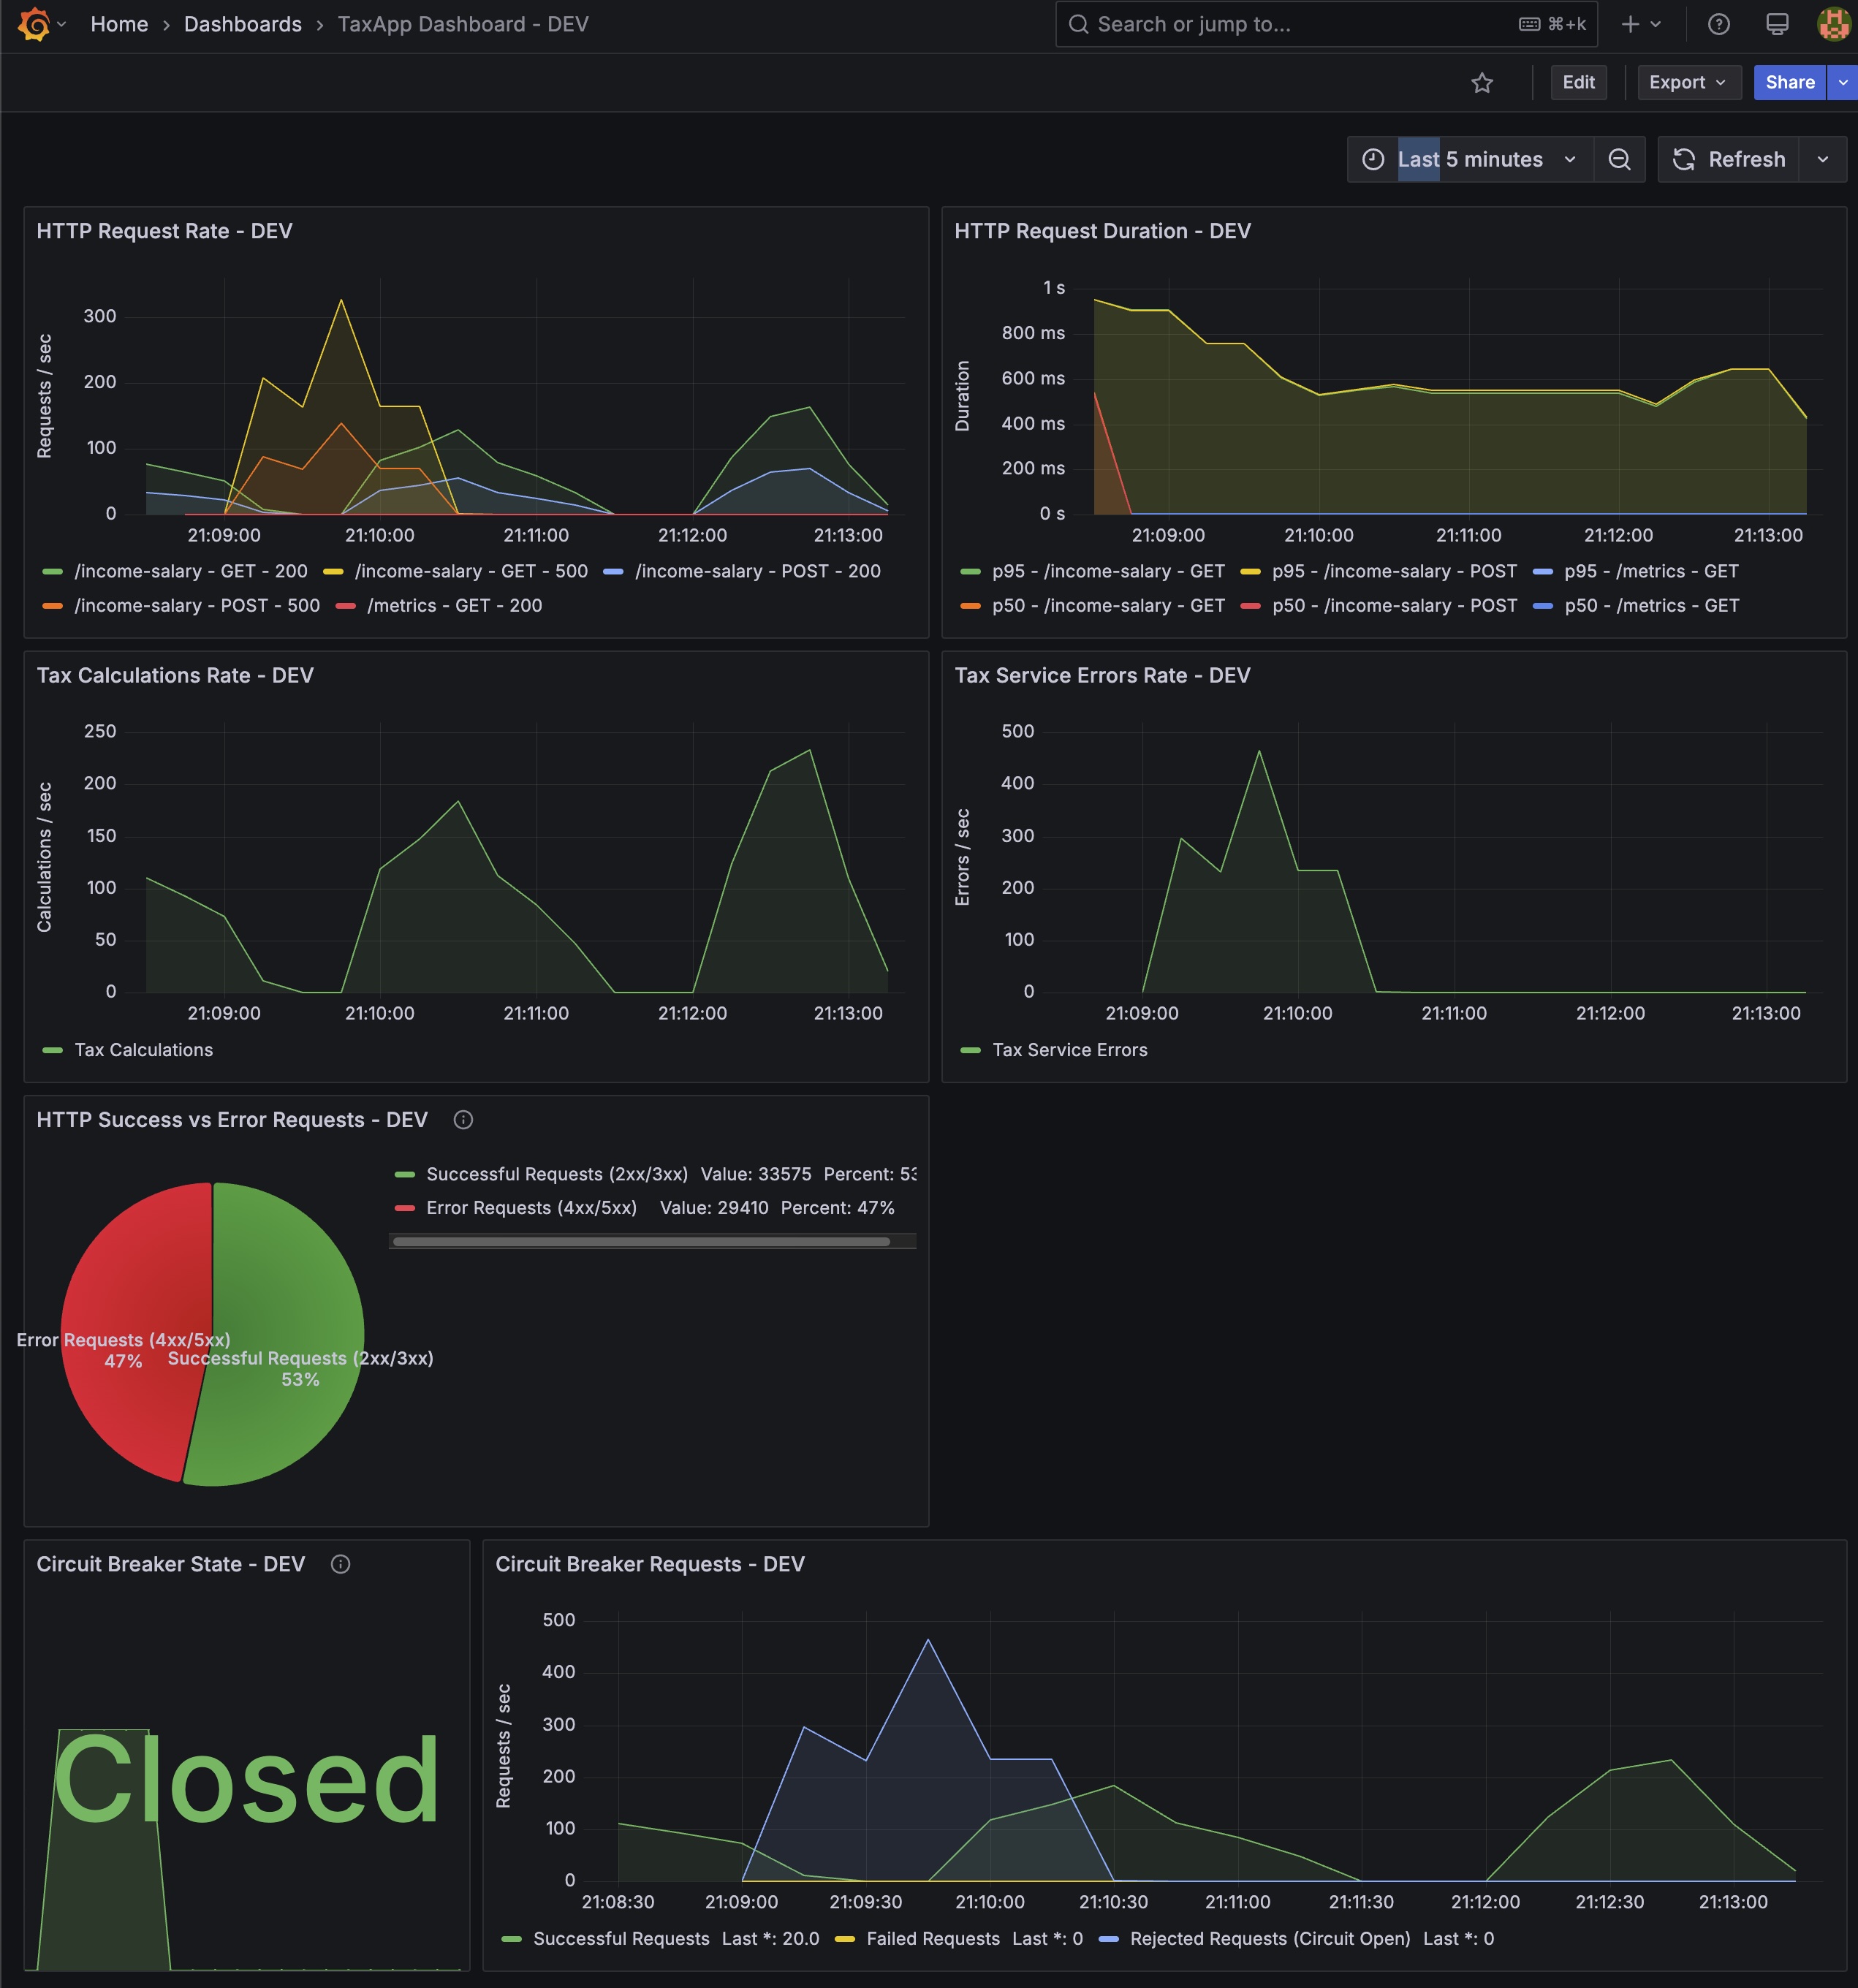 Home › Dashboards › TaxApp Dashboard - DEV
Search or jump to...
⌘+k
Edit
Export
Share
Last 5 minutes
Refresh
HTTP Request Rate - DEV
Requests / sec
300
200
100
0
21:09:00 21:10:00 21:11:00 21:12:00 21:13:00
/income-salary - GET - 200 /income-salary - GET - 500 /income-salary - POST - 200
/income-salary - POST - 500 /metrics - GET - 200
HTTP Request Duration - DEV
Duration
1 s
800 ms
600 ms
400 ms
200 ms
0 s
21:09:00 21:10:00 21:11:00 21:12:00 21:13:00
p95 - /income-salary - GET p95 - /income-salary - POST p95 - /metrics - GET
p50 - /income-salary - GET p50 - /income-salary - POST p50 - /metrics - GET
Tax Calculations Rate - DEV
Calculations / sec
250
200
150
100
50
0
21:09:00 21:10:00 21:11:00 21:12:00 21:13:00
Tax Calculations
Tax Service Errors Rate - DEV
Errors / sec
500
400
300
200
100
0
21:09:00 21:10:00 21:11:00 21:12:00 21:13:00
Tax Service Errors
HTTP Success vs Error Requests - DEV
Successful Requests (2xx/3xx) Value: 33575 Percent: 53
Error Requests (4xx/5xx) Value: 29410 Percent: 47%
Error Requests (4xx/5xx)
47%
Successful Requests (2xx/3xx)
53%
Circuit Breaker State - DEV
Closed
Circuit Breaker Requests - DEV
Requests / sec
500
400
300
200
100
0
21:08:30 21:09:00 21:09:30 21:10:00 21:10:30 21:11:00 21:11:30 21:12:00 21:12:30 21:13:00
Successful Requests Last *: 20.0 Failed Requests Last *: 0 Rejected Requests (Circuit Open) Last *: 0